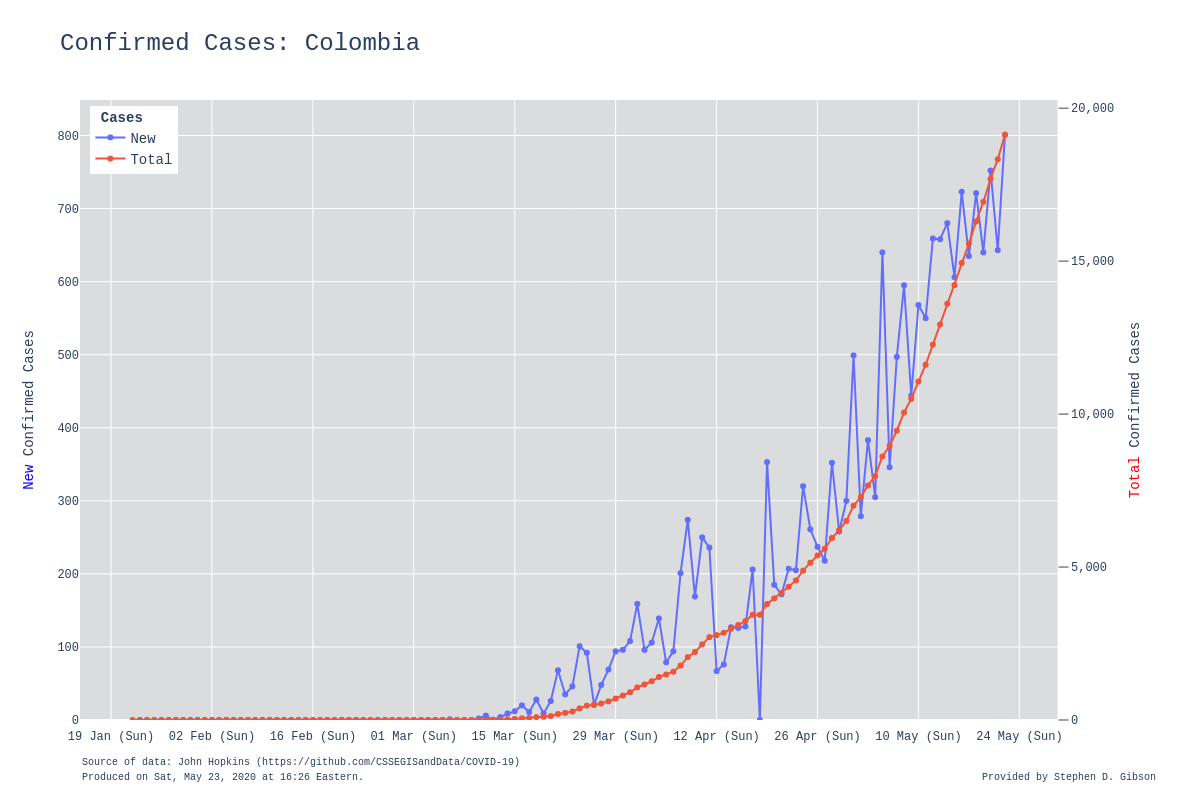 Confirmed Cases: Colombia
Cases
New
Total
800
700
600
500
400
300
200
100
0
20,000
15,000
10,000
5,000
0
New Confirmed Cases
Total Confirmed Cases
19 Jan (Sun) 02 Feb (Sun) 16 Feb (Sun) 01 Mar (Sun) 15 Mar (Sun) 29 Mar (Sun) 12 Apr (Sun) 26 Apr (Sun) 10 May (Sun) 24 May (Sun)
Source of data: John Hopkins (https://github.com/CSSEGISandData/COVID-19)
Produced on Sat, May 23, 2020 at 16:26 Eastern.
Provided by Stephen D. Gibson